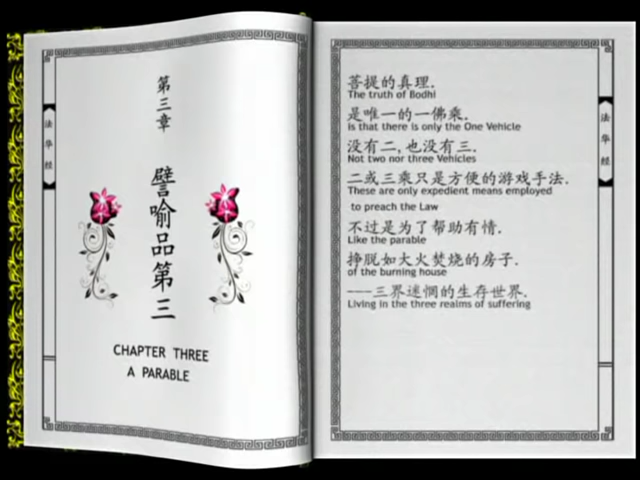 法华经
第三章
譬喻品第三
CHAPTER THREE
A PARABLE
菩提的真理.
The truth of Bodhi
是唯一的一佛乘.
Is that there is only the One Vehicle
没有二,也没有三.
Not two nor three Vehicles
二或三乘只是方便的游戏手法.
These are only expedient means employed
to preach the Law
不过是为了帮助有情.
Like the parable
挣脱如大火焚烧的房子.
of the burning house
---三界迷惘的生存世界.
Living in the three realms of suffering
法华经